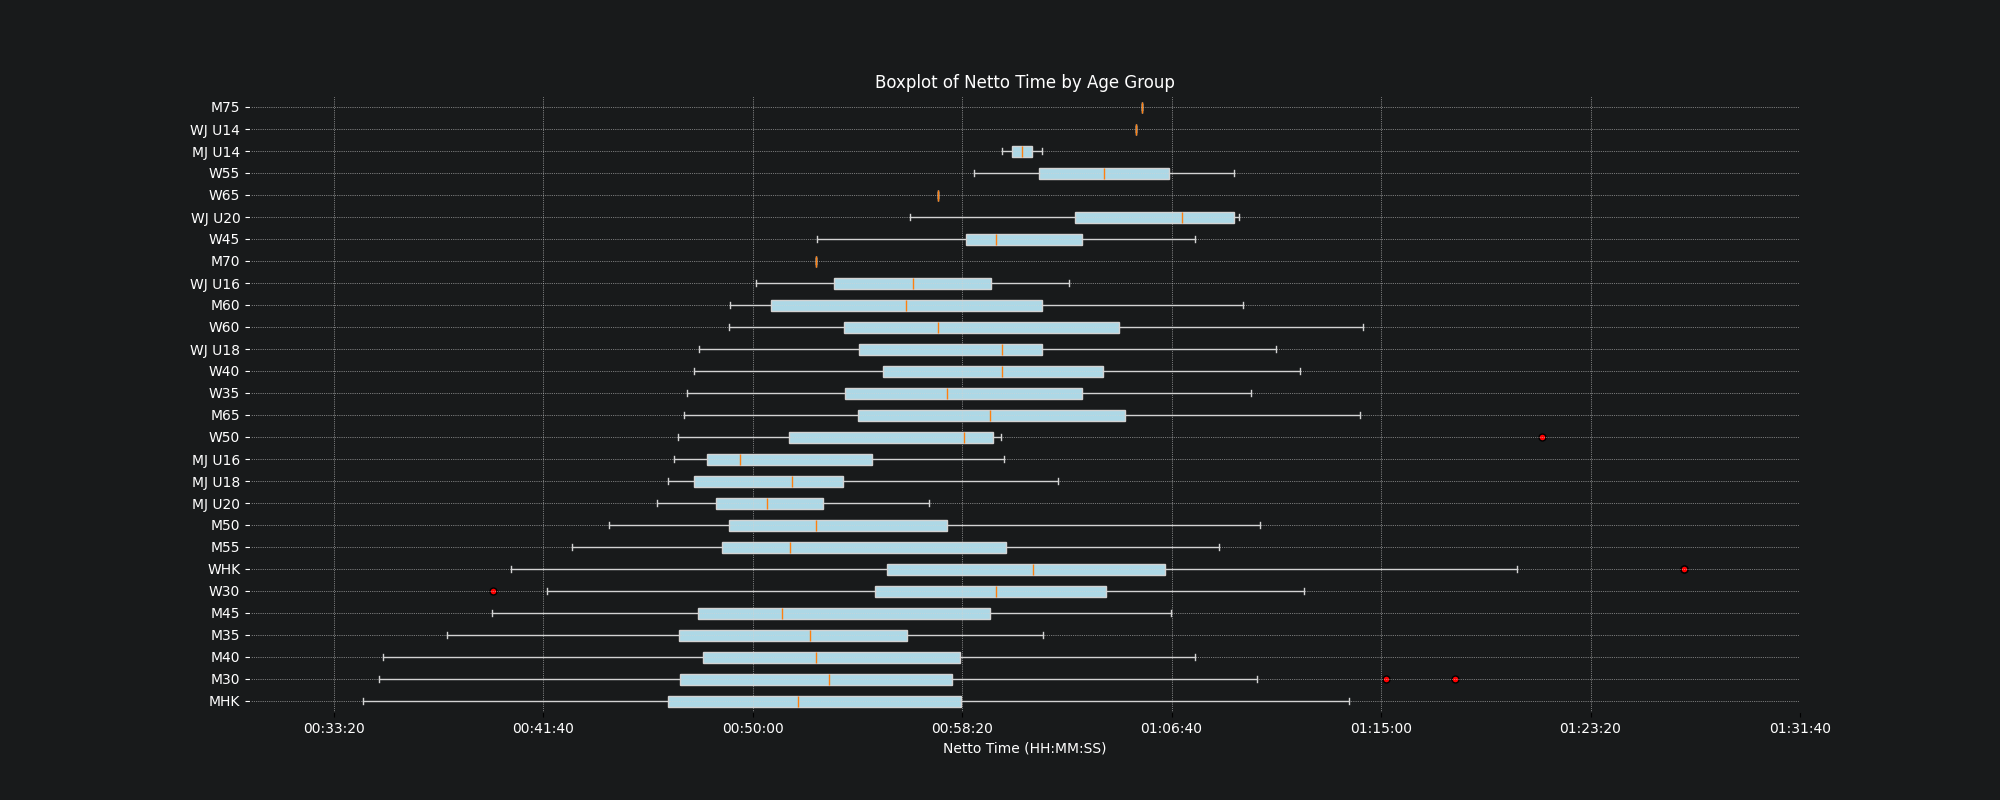 Boxplot of Netto Time by Age Group
M75
WJ U14
MJ U14
W55
W65
WJ U20
W45
M70
WJ U16
M60
W60
WJ U18
W40
W35
M65
W50
MJ U16
MJ U18
MJ U20
M50
M55
WHK
W30
M45
M35
M40
M30
MHK
00:33:20 00:41:40 00:50:00 00:58:20 01:06:40 01:15:00 01:23:20 01:31:40
Netto Time (HH:MM:SS)